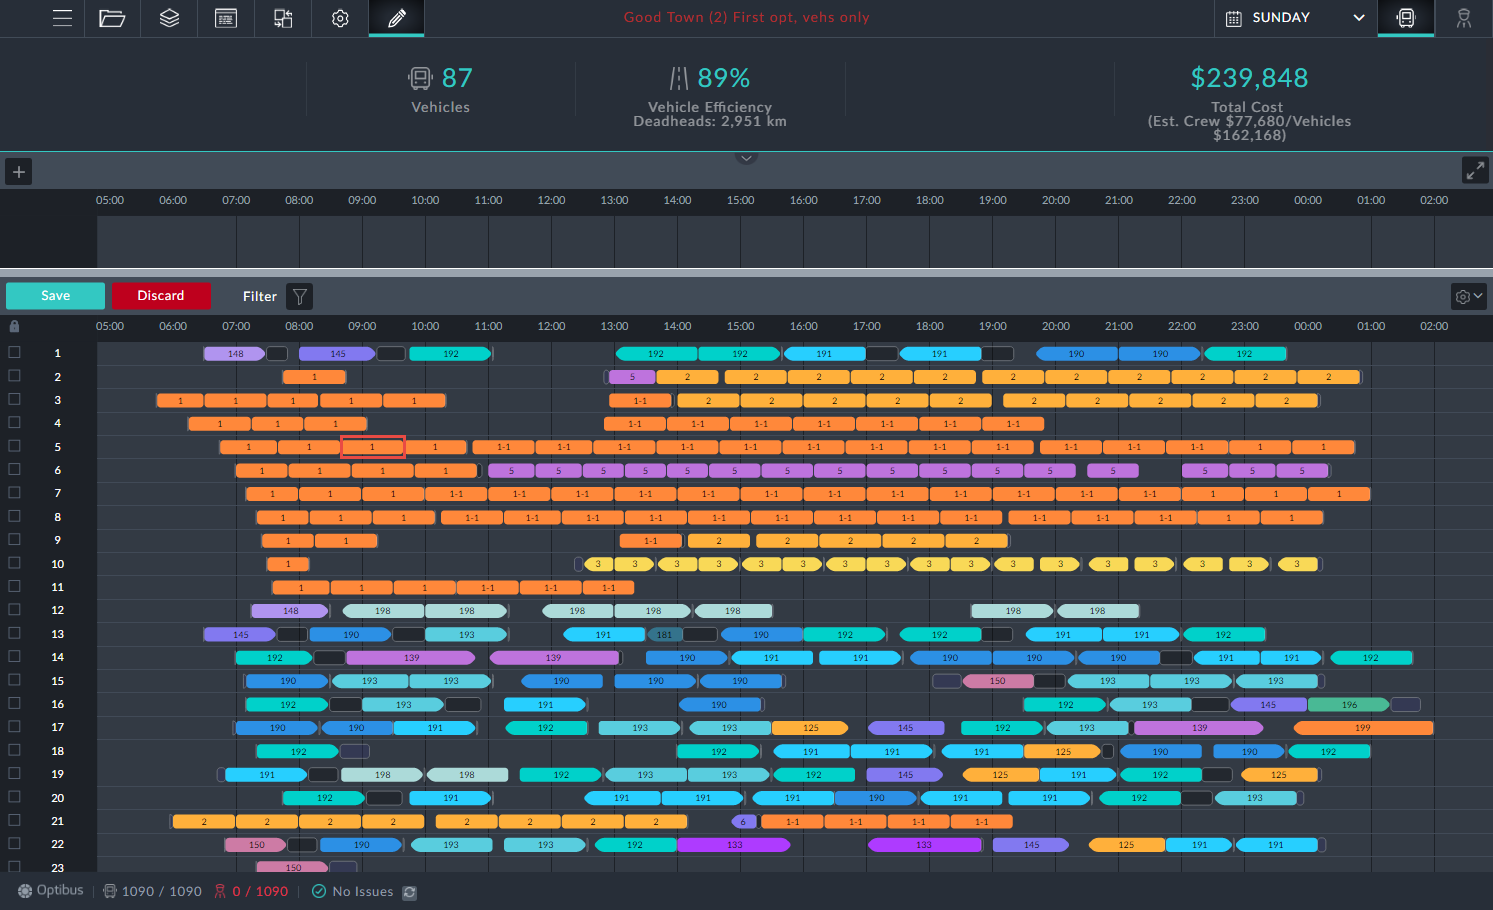 Good Town (2) First opt, vehs only
SUNDAY
87
Vehicles
89%
Vehicle Efficiency
Deadheads: 2,951 km
$239,848
Total Cost
(Est. Crew $77,680/Vehicles
$162,168)
05:00 06:00 07:00 08:00 09:00 10:00 11:00 12:00 13:00 14:00 15:00 16:00 17:00 18:00 19:00 20:00 21:00 22:00 23:00 00:00 01:00 02:00
Save Discard Filter
05:00 06:00 07:00 08:00 09:00 10:00 11:00 12:00 13:00 14:00 15:00 16:00 17:00 18:00 19:00 20:00 21:00 22:00 23:00 00:00 01:00 02:00
1 148 145 192 192 192 191 191 190 190 192
2 1 5 2 2 2 2 2 2 2 2 2 2 2
3 1 1 1 1 1 1-1 2 2 2 2 2 2 2 2 2 2
4 1 1 1 1-1 1-1 1-1 1-1 1-1 1-1 1-1
5 1 1 1 1 1-1 1-1 1-1 1-1 1-1 1-1 1-1 1-1 1-1 1-1 1-1 1-1 1 1
6 1 1 1 1 5 5 5 5 5 5 5 5 5 5 5 5 5 5 5 5 5
7 1 1 1 1-1 1-1 1-1 1-1 1-1 1-1 1-1 1-1 1-1 1-1 1-1 1-1 1 1 1
8 1 1 1 1-1 1-1 1-1 1-1 1-1 1-1 1-1 1-1 1-1 1-1 1-1 1-1 1 1
9 1 1 1-1 2 2 2 2 2
10 1 3 3 3 3 3 3 3 3 3 3 3 3 3 3 3 3
11 1 1 1 1-1 1-1 1-1
12 148 198 198 198 198 198 198 198
13 145 190 193 191 181 190 192 192 191 191 192
14 192 139 139 190 191 191 190 190 190 191 191 192
15 190 193 193 190 190 190 150 193 193 193
16 192 193 191 190 192 193 145 196
17 190 190 191 192 193 193 125 145 192 193 139 199
18 192 192 191 191 191 125 190 190 192
19 191 198 198 192 193 193 192 145 125 191 192 125
20 192 191 191 191 191 190 191 191 192 193
21 2 2 2 2 2 2 2 2 6 1-1 1-1 1-1 1-1
22 150 190 193 193 192 133 133 145 125 191 191
23 150
Optibus 1090 / 1090 0 / 1090 No Issues